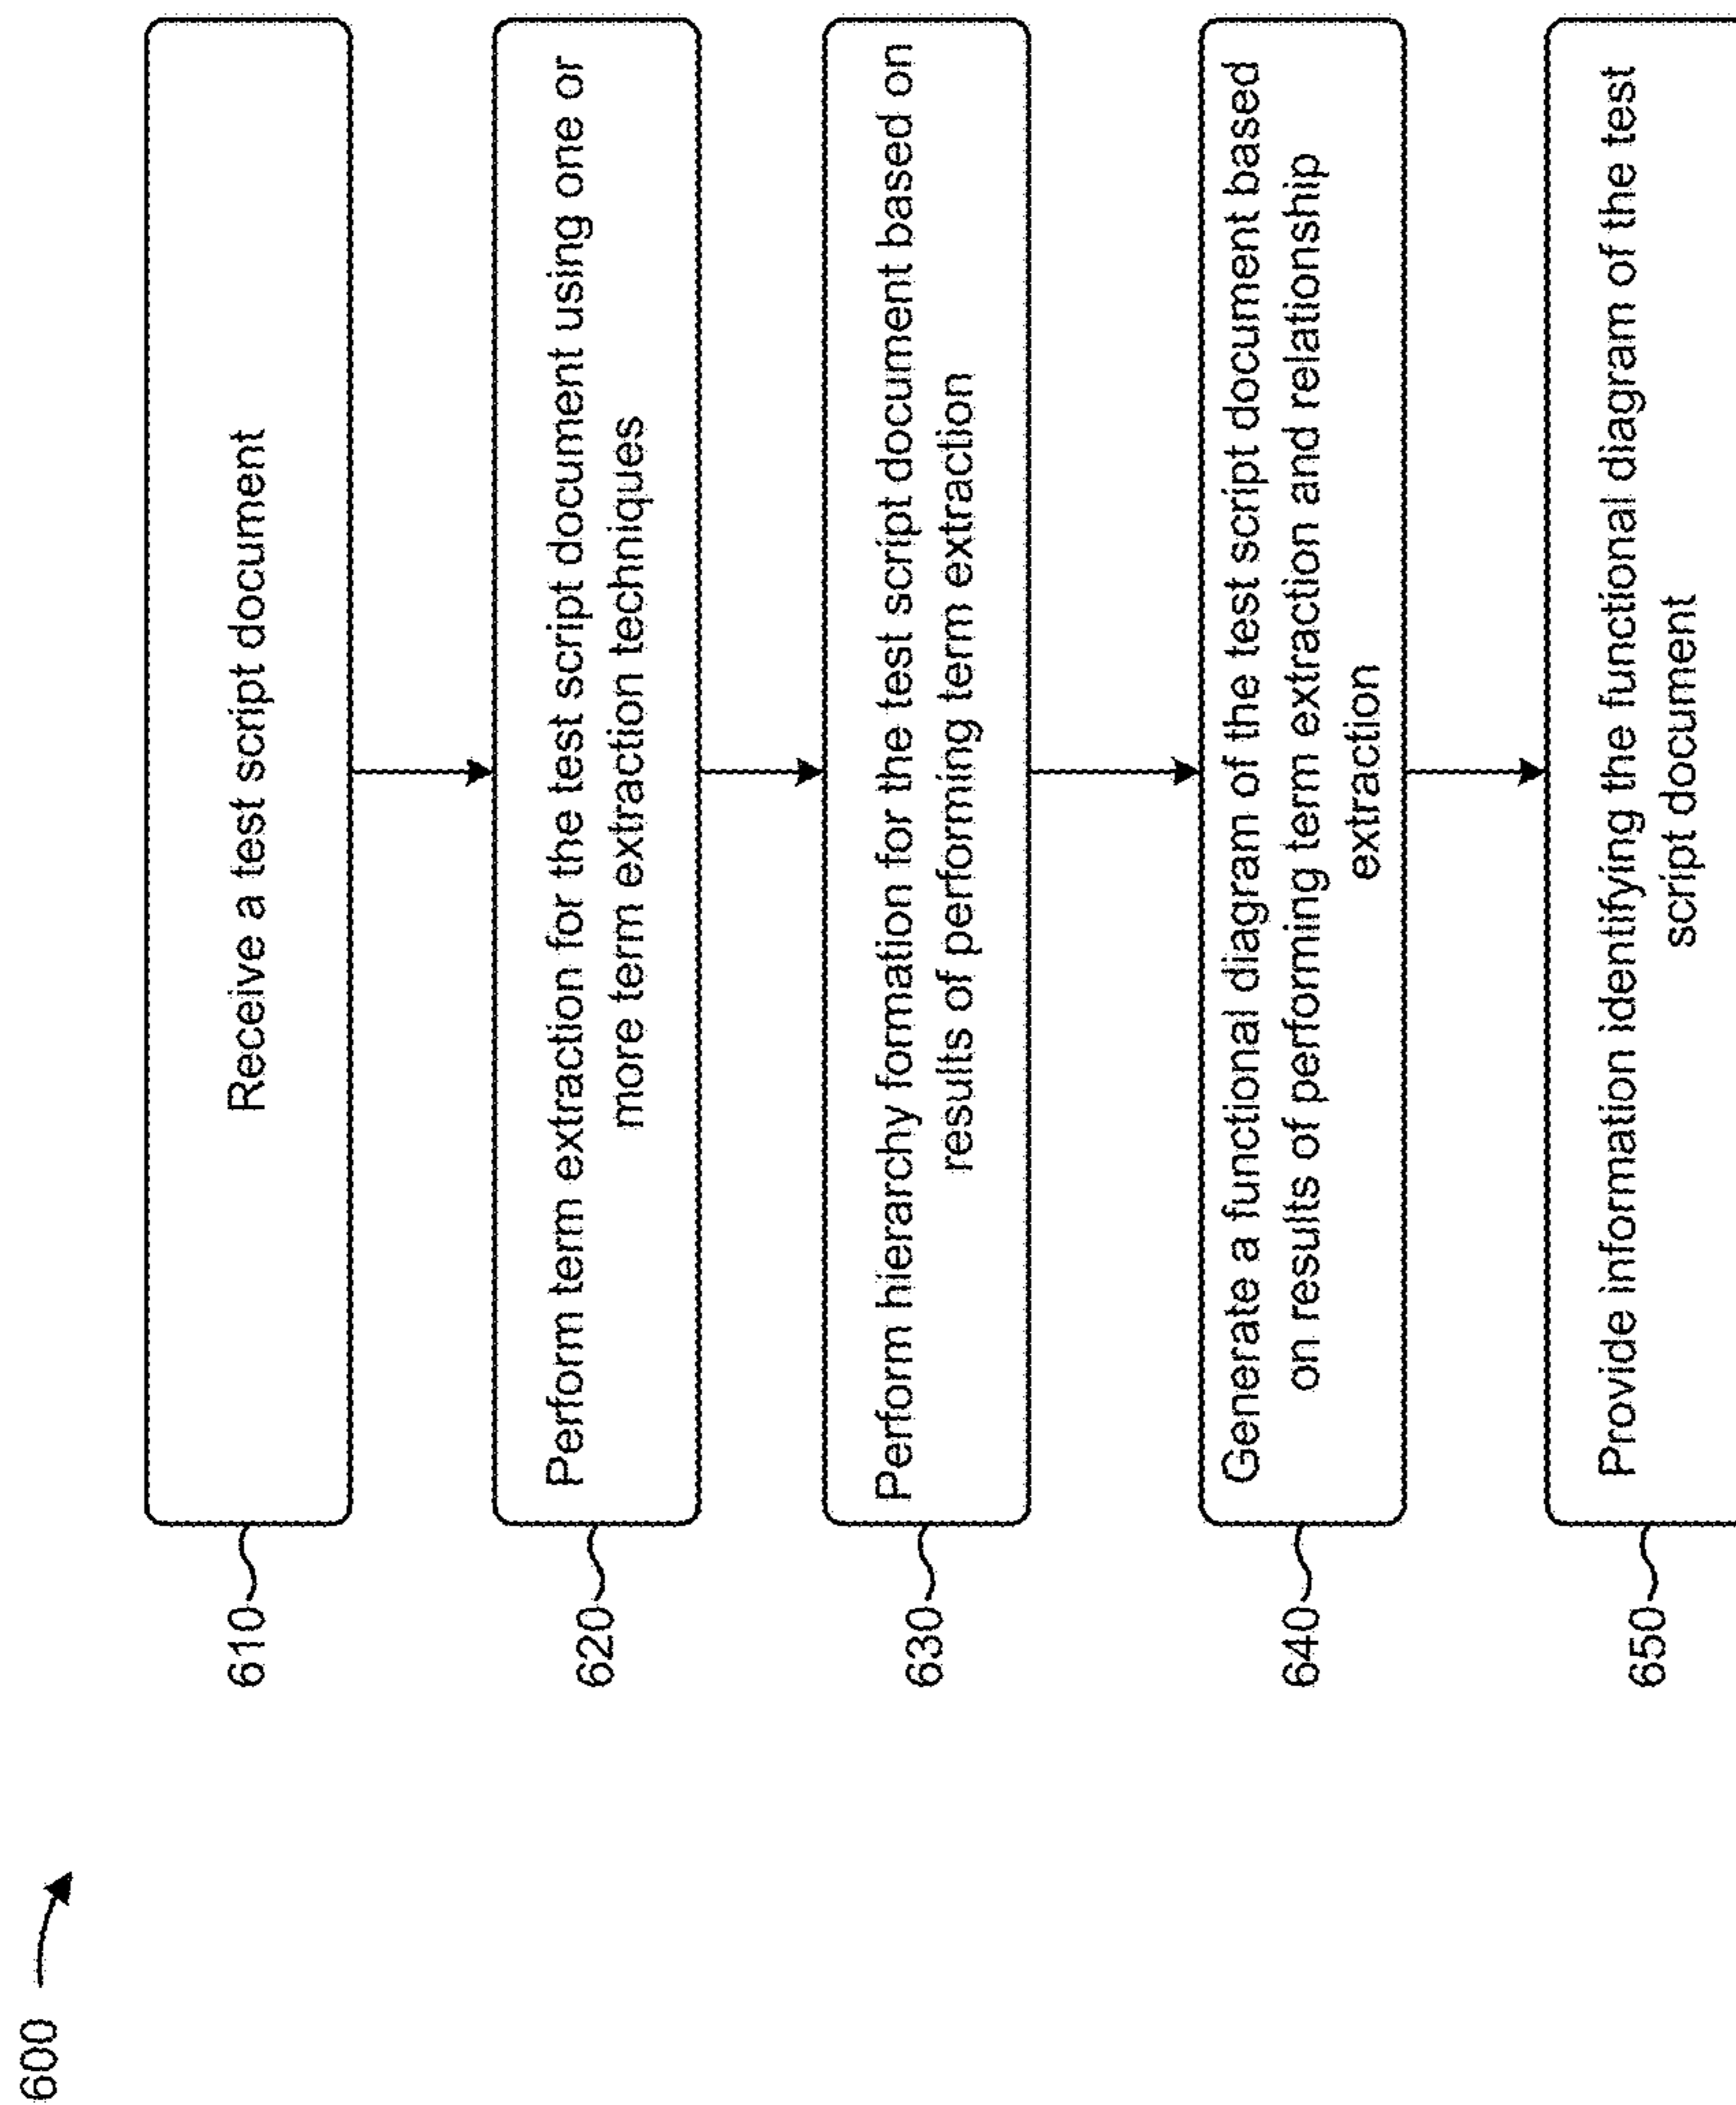 600
610
Receive a test script document
620
Perform term extraction for the test script document using one or
more term extraction techniques
630
Perform hierarchy formation for the test script document based on
results of performing term extraction
640
Generate a functional diagram of the test script document based
on results of performing term extraction and relationship
extraction
650
Provide information identifying the functional diagram of the test
script document